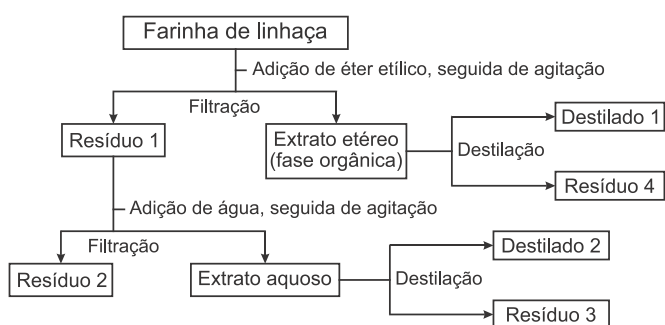 Farinha de linhaça
Adição de éter etílico, seguida de agitação
Filtração
Resíduo 1
Extrato etéreo
(fase orgânica)
Destilação
Destilado 1
Resíduo 4
Adição de água, seguida de agitação
Filtração
Resíduo 2
Extrato aquoso
Destilação
Destilado 2
Resíduo 3